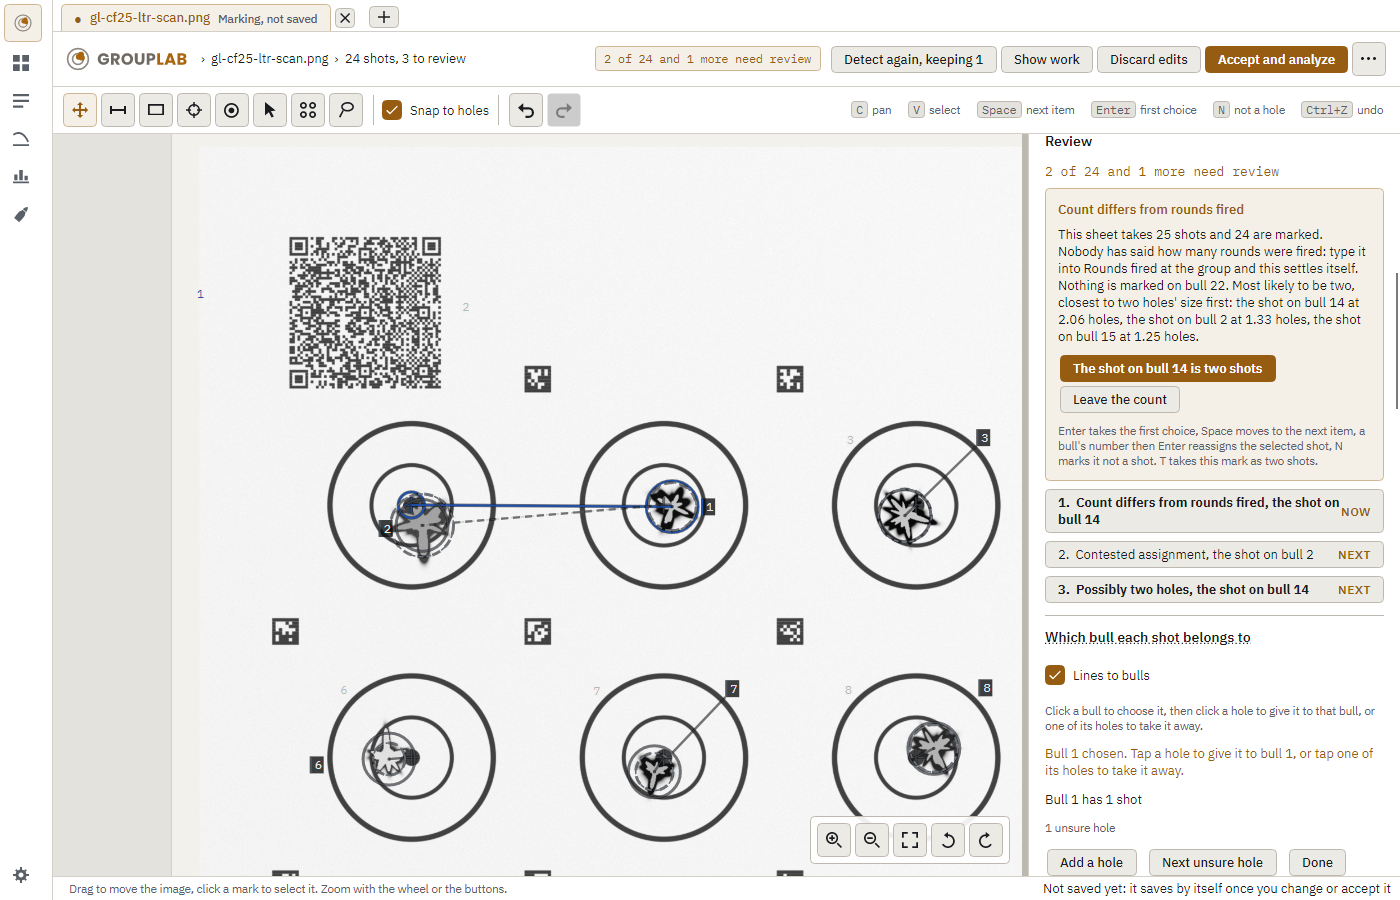 gl-cf25-ltr-scan.png Marking, not saved
GROUPLAB › gl-cf25-ltr-scan.png › 24 shots, 3 to review
2 of 24 and 1 more need review
Detect again, keeping 1
Show work
Discard edits
Accept and analyze
Snap to holes
C pan
V select
Space next item
Enter first choice
N not a hole
Ctrl+Z undo
1
2
3
3
2
1
6
7
7
8
8
6
Review
2 of 24 and 1 more need review
Count differs from rounds fired
This sheet takes 25 shots and 24 are marked.
Nobody has said how many rounds were fired: type it
into Rounds fired at the group and this settles itself.
Nothing is marked on bull 22. Most likely to be two,
closest to two holes' size first: the shot on bull 14 at
2.06 holes, the shot on bull 2 at 1.33 holes, the shot
on bull 15 at 1.25 holes.
The shot on bull 14 is two shots
Leave the count
Enter takes the first choice, Space moves to the next item, a
bull's number then Enter reassigns the selected shot, N
marks it not a shot. T takes this mark as two shots.
1. Count differs from rounds fired, the shot on
bull 14 NOW
2. Contested assignment, the shot on bull 2 NEXT
3. Possibly two holes, the shot on bull 14 NEXT
Which bull each shot belongs to
Lines to bulls
Click a bull to choose it, then click a hole to give it to that bull, or
one of its holes to take it away.
Bull 1 chosen. Tap a hole to give it to bull 1, or tap one of
its holes to take it away.
Bull 1 has 1 shot
1 unsure hole
Add a hole
Next unsure hole
Done
Drag to move the image, click a mark to select it. Zoom with the wheel or the buttons.
Not saved yet: it saves by itself once you change or accept it